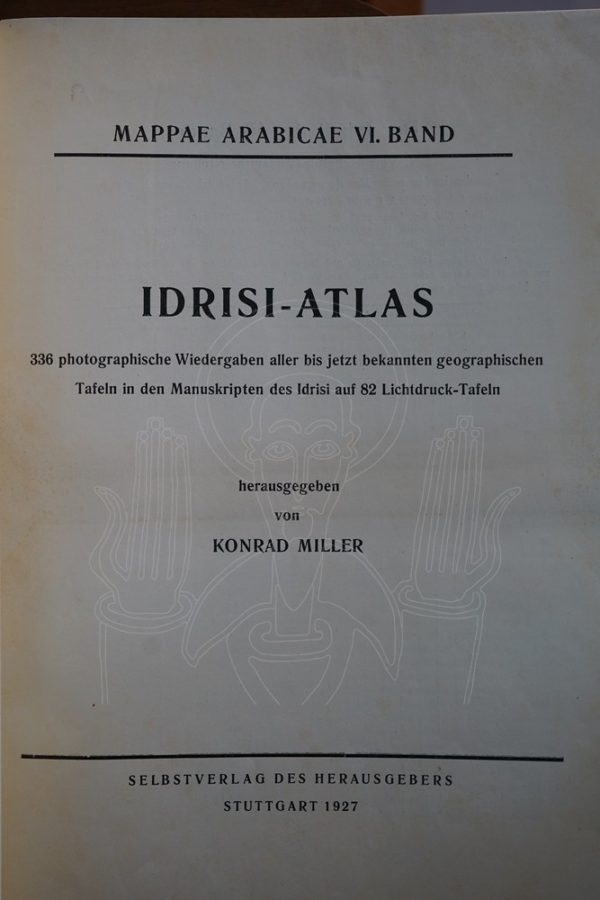 MAPPAE ARABICAE VI. BAND
IDRISI-ATLAS
336 photographische Wiedergaben aller bis jetzt bekannten geographischen
Tafeln in den Manuskripten des Idrisi auf 82 Lichtdruck-Tafeln
herausgegeben
von
KONRAD MILLER
SELBSTVERLAG DES HERAUSGEBERS
STUTTGART 1927